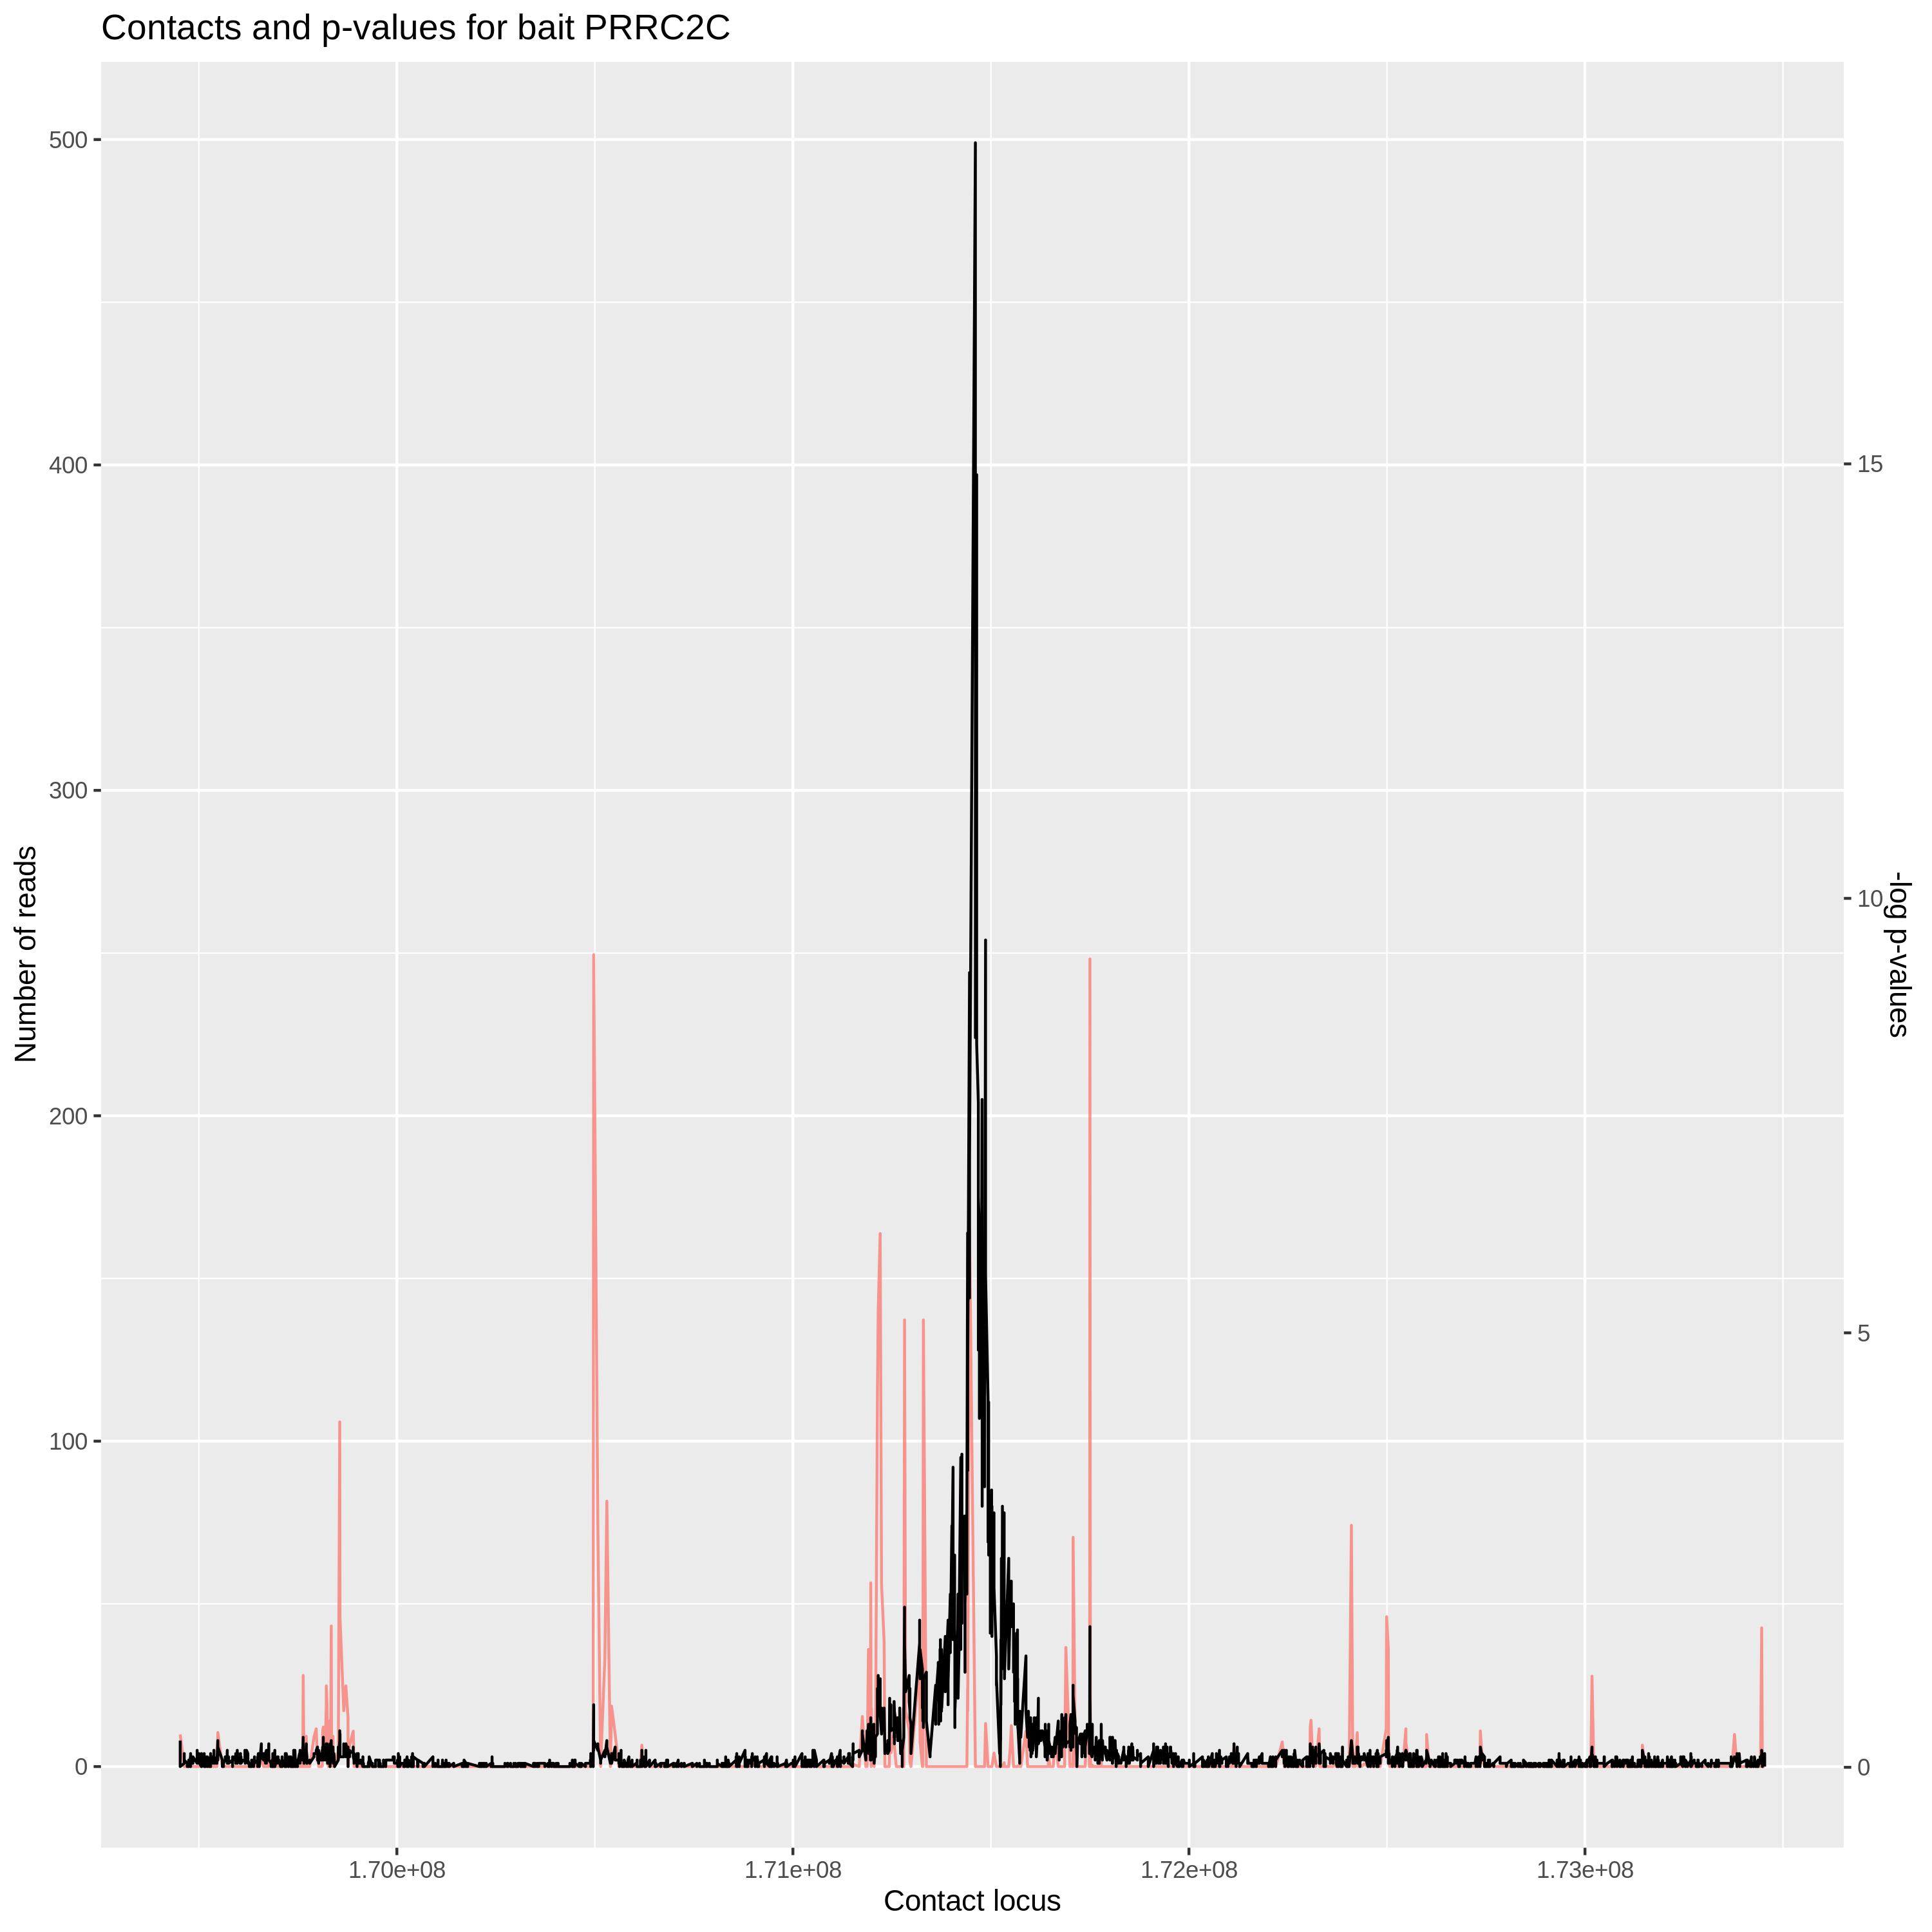 Contacts and p-values for bait PRRC2C
500
400
300
200
100
0
Number of reads
15
10
5
0
-log p-values
1.70e+08
1.71e+08
1.72e+08
1.73e+08
Contact locus